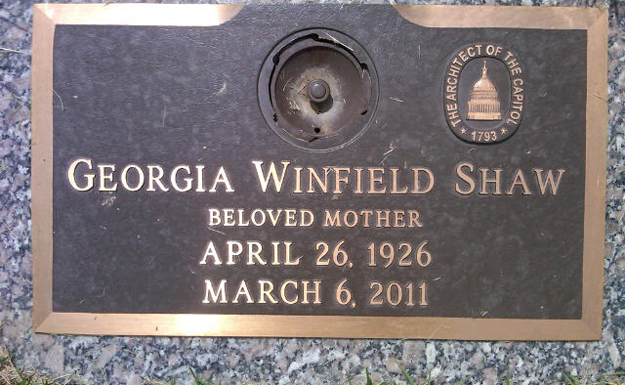 THE ARCHITECT OF THE CAPITOL
1793
GEORGIA WINFIELD SHAW
BELOVED MOTHER
APRIL 26, 1926
MARCH 6, 2011